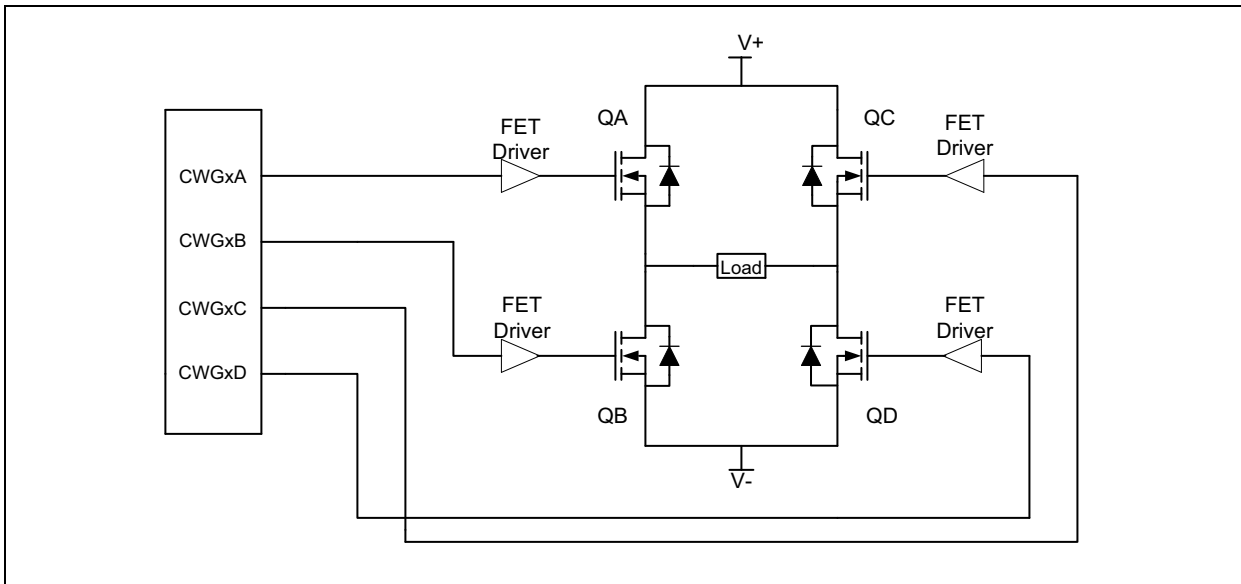 V+
QA
QC
FET
Driver
FET
Driver
CWGxA
CWGxB
CWGxC
CWGxD
Load
FET
Driver
FET
Driver
QB
QD
V-